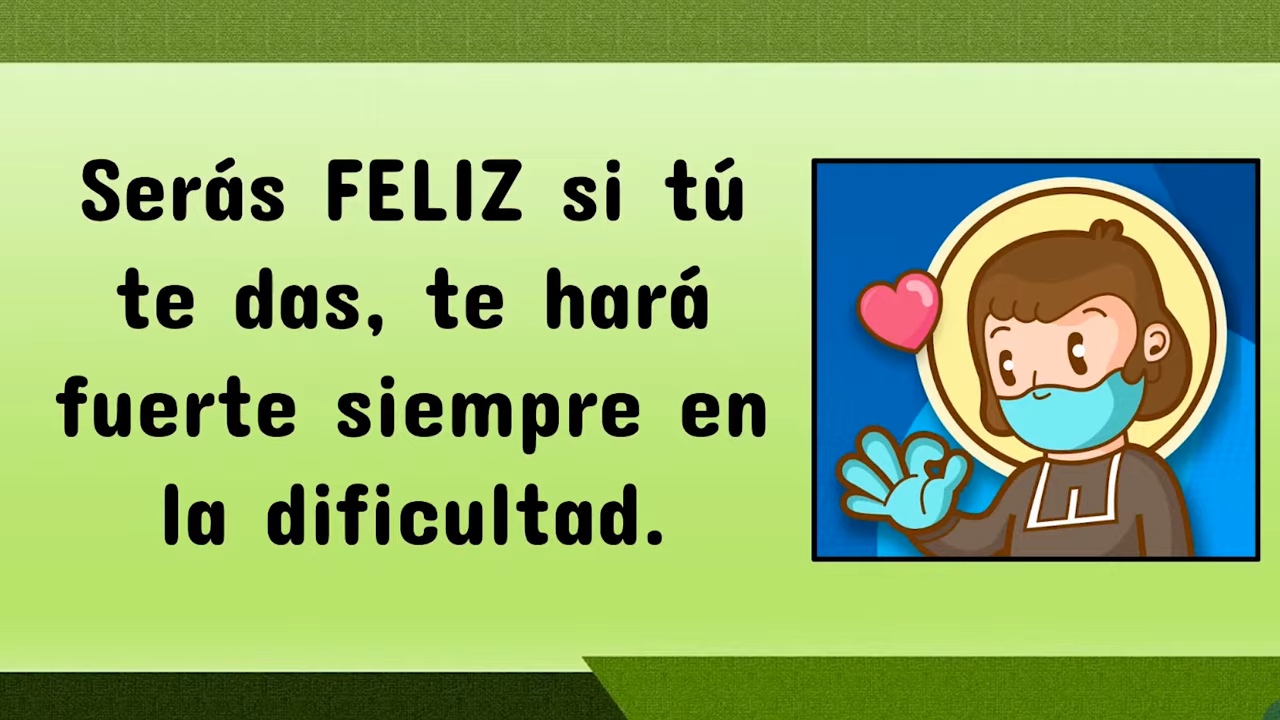 Serás FELIZ si tú
te das, te hará
fuerte siempre en
la dificultad.